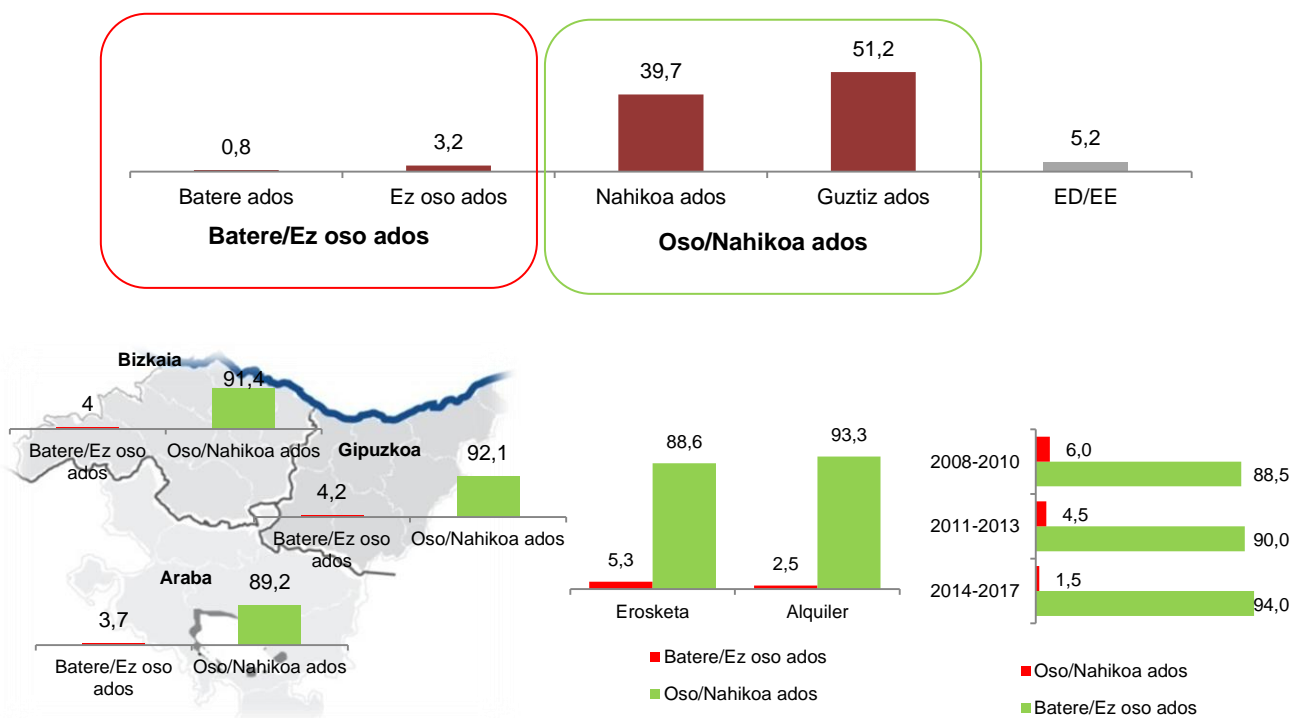 51,2
39,7
5,2
3,2
0,8
Batere ados
Ez oso ados
Nahikoa ados
Guztiz ados
ED/EE
Batere/Ez oso ados
Oso/Nahikoa ados
Bizkaia
91,4
4
Batere/Ez oso
ados
Oso/Nahikoa ados
Gipuzkoa
92,1
4,2
Batere/Ez oso
ados
Oso/Nahikoa ados
Araba
89,2
3,7
Batere/Ez oso
ados
Oso/Nahikoa ados
88,6
93,3
5,3
2,5
Erosketa
Alquiler
Batere/Ez oso ados
Oso/Nahikoa ados
2008-2010
6,0
88,5
2011-2013
4,5
90,0
2014-2017
1,5
94,0
Oso/Nahikoa ados
Batere/Ez oso ados